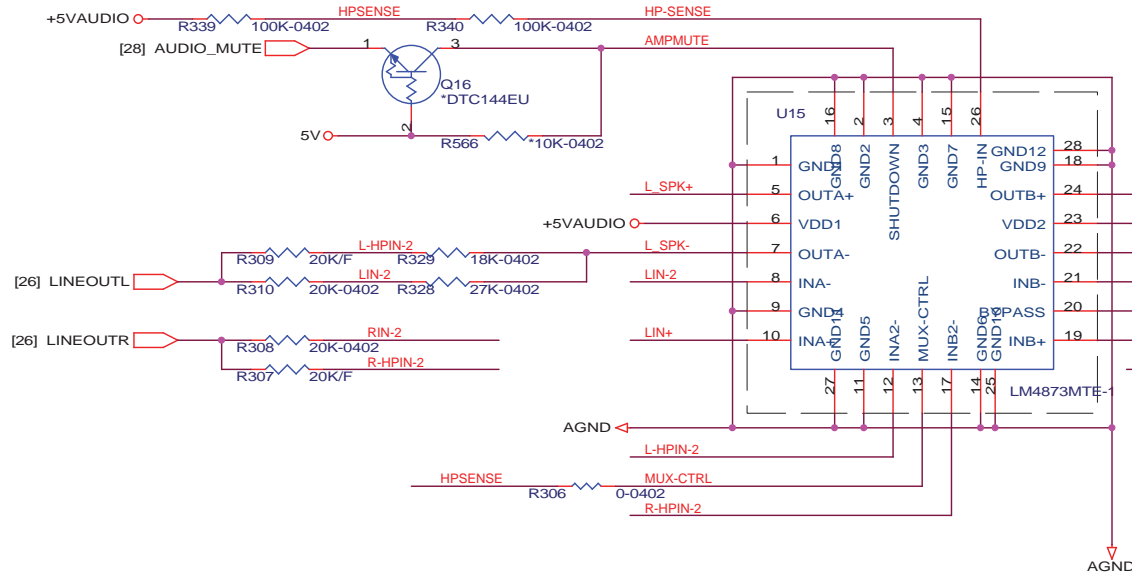 +5VAUDIO
R339
100K-0402
HPSENSE
R340
100K-0402
HP-SENSE
[28] AUDIO_MUTE
1
3
AMPMUTE
Q16
*DTC144EU
2
5V
R566
*10K-0402
U15
16
2
3
4
15
26
GND8
GND2
SHUTDOWN
GND3
GND7
HP-IN
1
GND1
GND12
28
GND9
18
L_SPK+
5
OUTA+
OUTB+
24
+5VAUDIO
6
VDD1
VDD2
23
L-HPIN-2
R309
20K/F
R329
18K-0402
L_SPK-
7
OUTA-
OUTB-
22
[26] LINEOUTL
LIN-2
R310
20K-0402
R328
27K-0402
LIN-2
8
INA-
INB-
21
9
GND4
BYPASS
20
[26] LINEOUTR
RIN-2
R308
20K-0402
LIN+
10
INA+
INB+
19
R-HPIN-2
R307
20K/F
GND11
GND5
INA2-
MUX-CTRL
INB2-
GND6
GND10
27
11
12
13
17
14
25
LM4873MTE-1
AGND
L-HPIN-2
HPSENSE
R306
0-0402
MUX-CTRL
R-HPIN-2
AGND